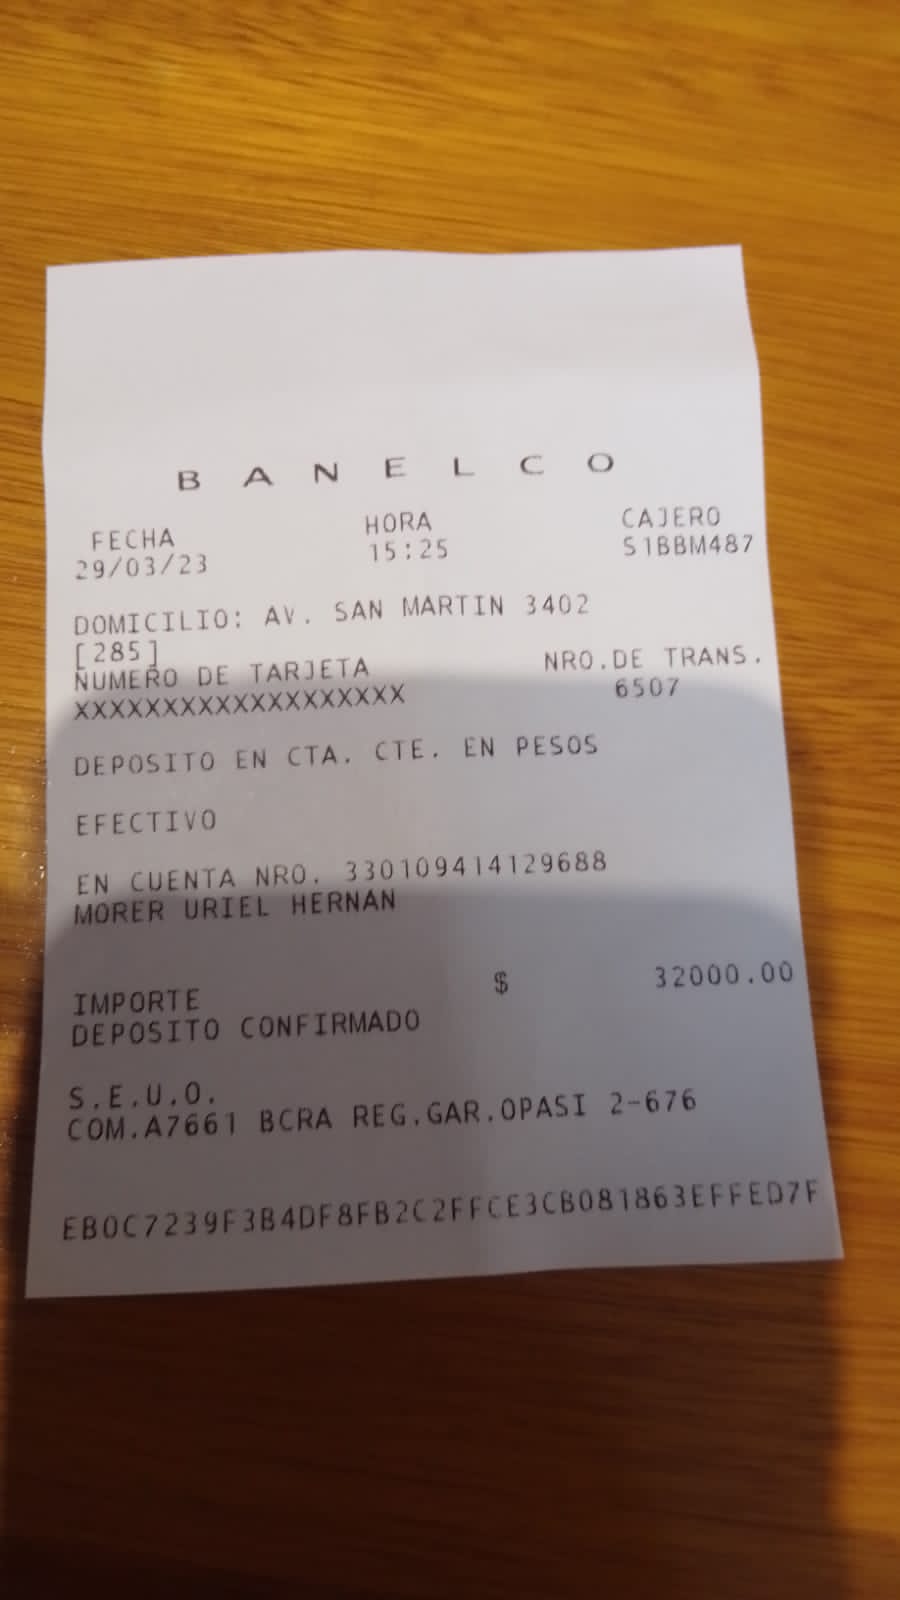 BANELCO
FECHA HORA CAJERO
29/03/23 15:25 S1BBM487
DOMICILIO: AV. SAN MARTIN 3402
[285]
NUMERO DE TARJETA NRO.DE TRANS.
XXXXXXXXXXXXXXXXXXX 6507
DEPOSITO EN CTA. CTE. EN PESOS
EFECTIVO
EN CUENTA NRO. 330109414129688
MORER URIEL HERNAN
IMPORTE $ 32000.00
DEPOSITO CONFIRMADO
S.E.U.O.
COM.A7661 BCRA REG.GAR.OPASI 2-676
EB0C7239F3B4DF8FB2C2FFCE3CB081863EFFED7F